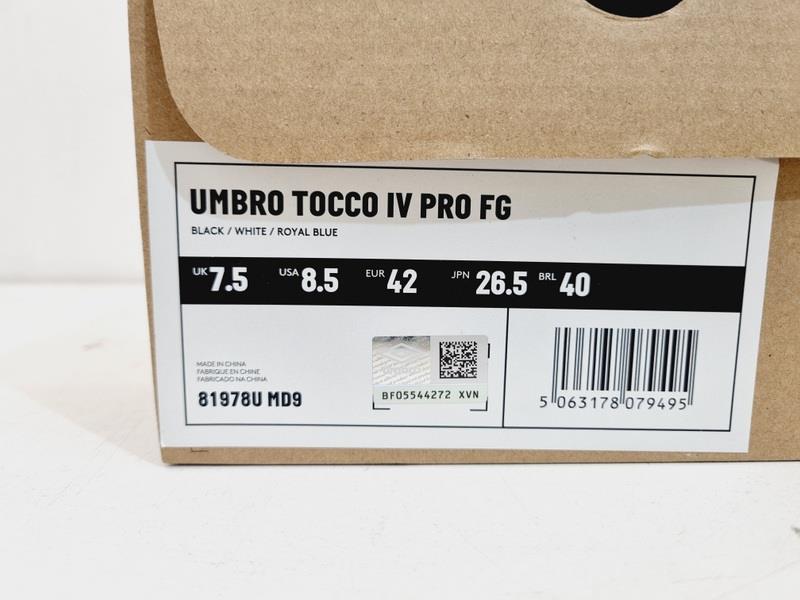 UMBRO TOCCO IV PRO FG
BLACK / WHITE / ROYAL BLUE
UK 7.5 USA 8.5 EUR 42 JPN 26.5 BRL 40
MADE IN CHINA
FABRIQUE EN CHINE
FABRICADO NA CHINA
81978U MD9
umbro
BF05544272 XVN
5 063178 079495